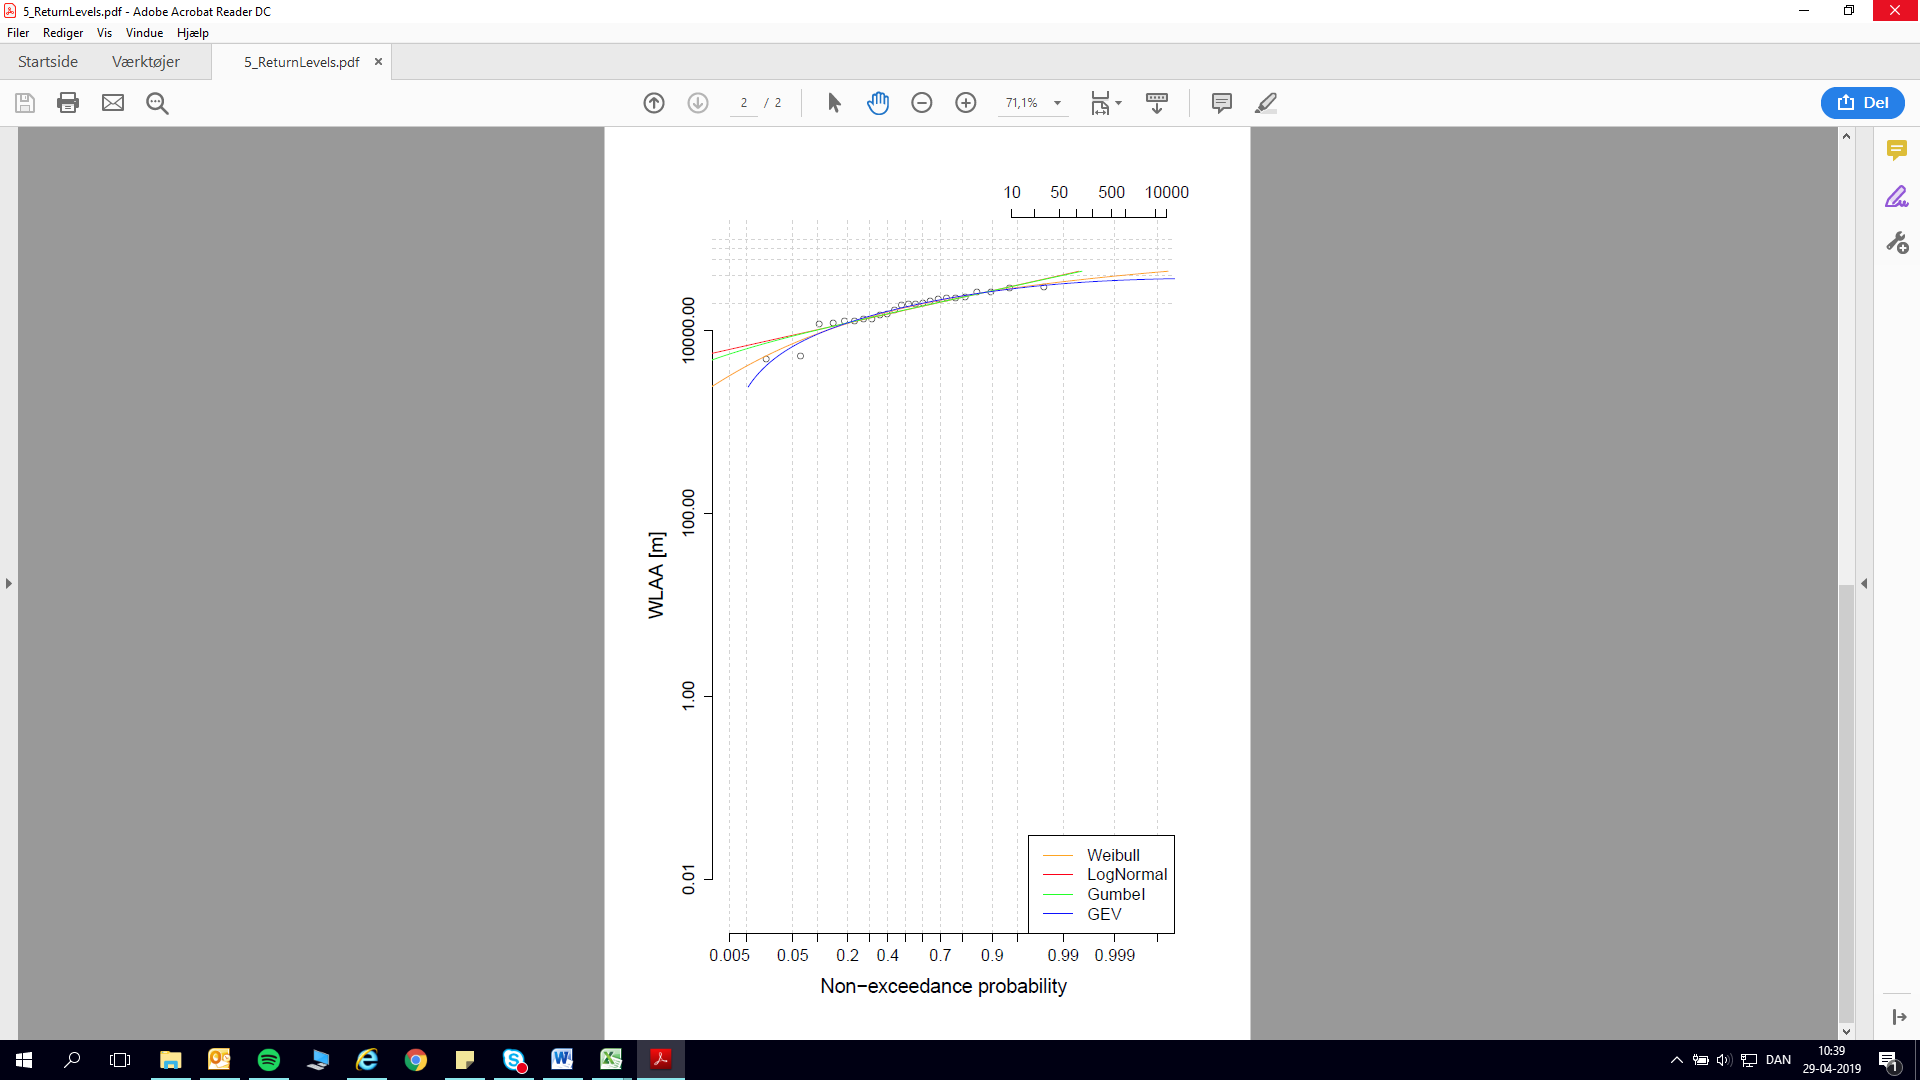 5_ReturnLevels.pdf - Adobe Acrobat Reader DC
Filer Rediger Vis Vindue Hjælp
Startside Værktøjer 5_ReturnLevels.pdf
2 / 2 71,1% Del
10 50 500 10000
10000.00
100.00
1.00
0.01
WLAA [m]
Weibull
LogNormal
Gumbel
GEV
0.005 0.05 0.2 0.4 0.7 0.9 0.99 0.999
Non−exceedance probability
DAN
10:39
29-04-2019
1